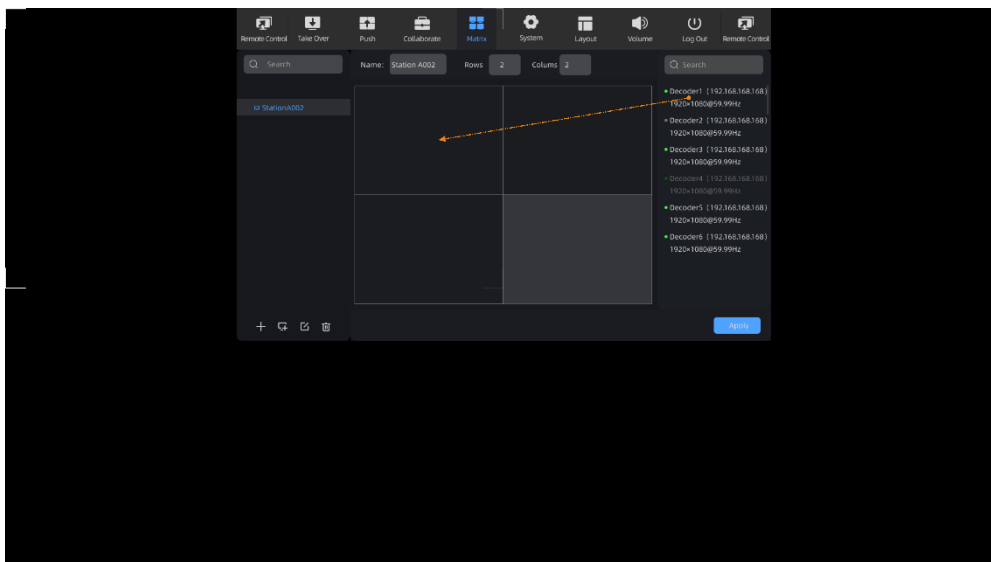 Remote Control Take Over Push Collaborate Matrix System Layout Volume Log Out Remote Control
Search
Name: Station A002 Rows 2 Colums 2
Search
StationA002
Decoder1 (192.168.168.168)
1920×1080@59.99Hz
Decoder2 (192.168.168.168)
1920×1080@59.99Hz
Decoder3 (192.168.168.168)
1920×1080@59.99Hz
Decoder4 (192.168.168.168)
1920×1080@59.99Hz
Decoder5 (192.168.168.168)
1920×1080@59.99Hz
Decoder6 (192.168.168.168)
1920×1080@59.99Hz
Apply